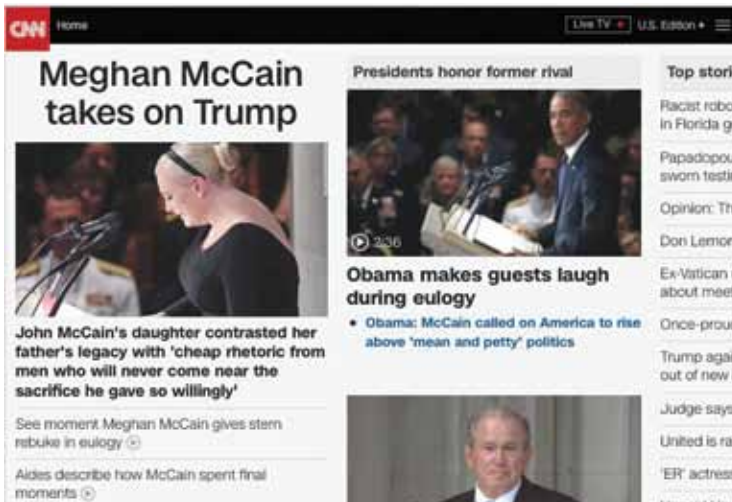 CNN Home Live TV U.S. Edition
Meghan McCain
takes on Trump
John McCain's daughter contrasted her
father's legacy with 'cheap rhetoric from
men who will never come near the
sacrifice he gave so willingly'
See moment Meghan McCain gives stern
rebuke in eulogy
Aides describe how McCain spent final
moments
Presidents honor former rival
2:36
Obama makes guests laugh
during eulogy
• Obama: McCain called on America to rise
above 'mean and petty' politics
Top stori
Racist robo
in Florida g
Papadopou
sworn testi
Opinion: Th
Don Lemon
Ex-Vatican
about meet
Once-prou
Trump agai
out of new
Judge says
United is ra
'ER' actress